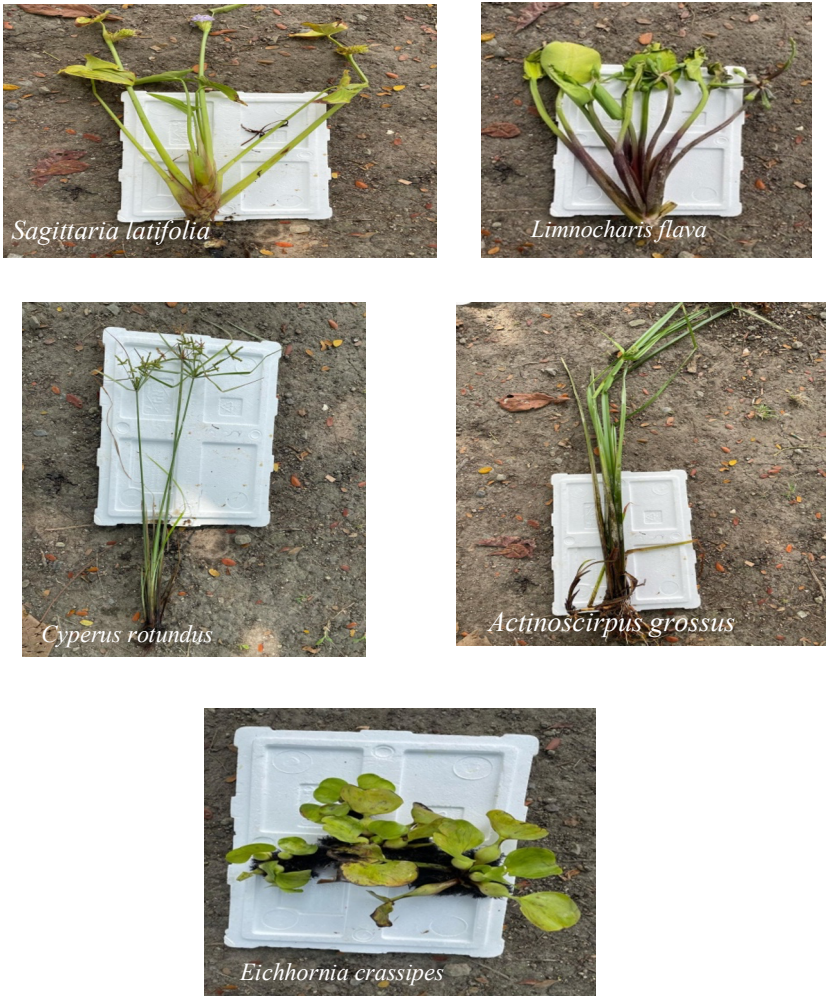 Sagittaria latifolia
Limnocharis flava
Cyperus rotundus
Actinoscirpus grossus
Eichhornia crassipes